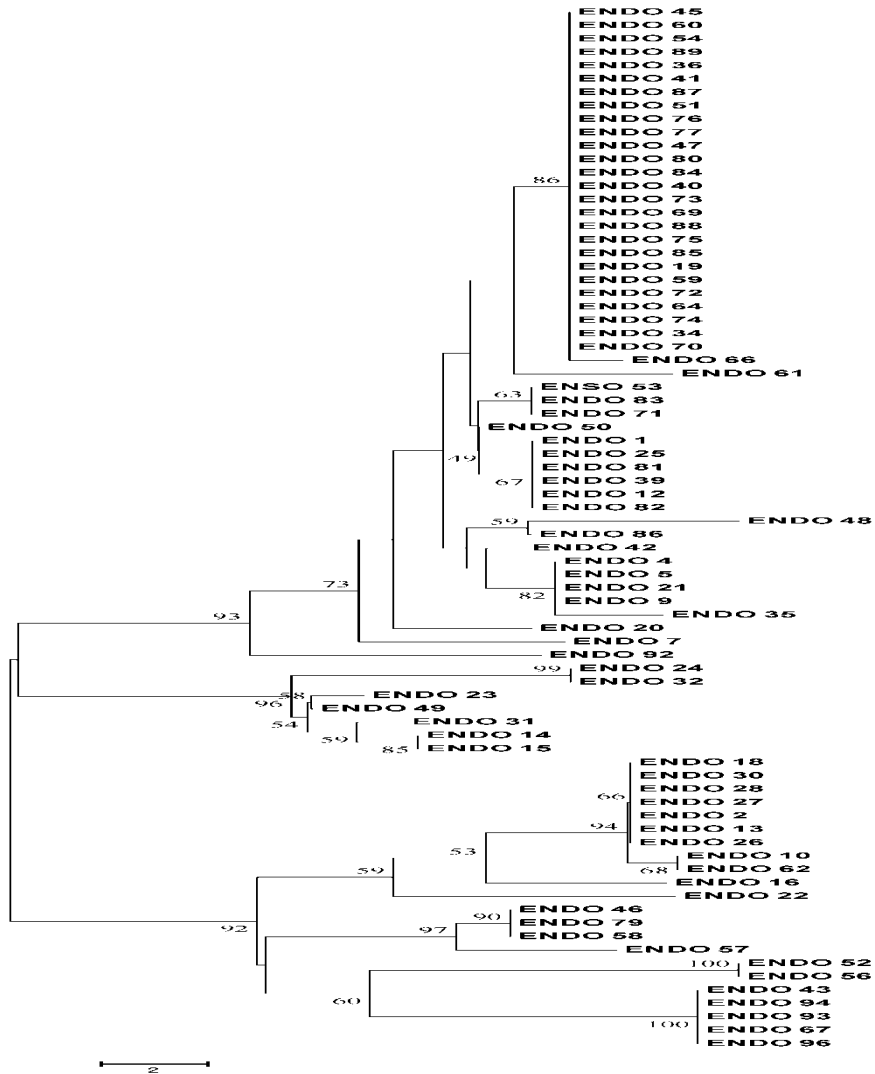 ENDO 45
ENDO 60
ENDO 54
ENDO 89
ENDO 36
ENDO 41
ENDO 87
ENDO 51
ENDO 76
ENDO 77
ENDO 47
ENDO 80
ENDO 84
86 ENDO 40
ENDO 73
ENDO 69
ENDO 88
ENDO 75
ENDO 85
ENDO 19
ENDO 59
ENDO 72
ENDO 64
ENDO 74
ENDO 34
ENDO 70
ENDO 66
ENDO 61
ENSO 53
63 ENDO 83
ENDO 71
ENDO 50
ENDO 1
ENDO 25
49 ENDO 81
67 ENDO 39
ENDO 12
ENDO 82
59 ENDO 48
ENDO 86
ENDO 42
ENDO 4
ENDO 5
73 ENDO 21
82 ENDO 9
93 ENDO 35
ENDO 20
ENDO 7
ENDO 92
99 ENDO 24
ENDO 32
58 ENDO 23
96 ENDO 49
54 ENDO 31
59 ENDO 14
85 ENDO 15
ENDO 18
ENDO 30
ENDO 28
66 ENDO 27
ENDO 2
94 ENDO 13
ENDO 26
53 ENDO 10
68 ENDO 62
59 ENDO 16
ENDO 22
90 ENDO 46
ENDO 79
92 97 ENDO 58
ENDO 57
100 ENDO 52
ENDO 56
ENDO 43
60 ENDO 94
ENDO 93
100 ENDO 67
ENDO 96
2